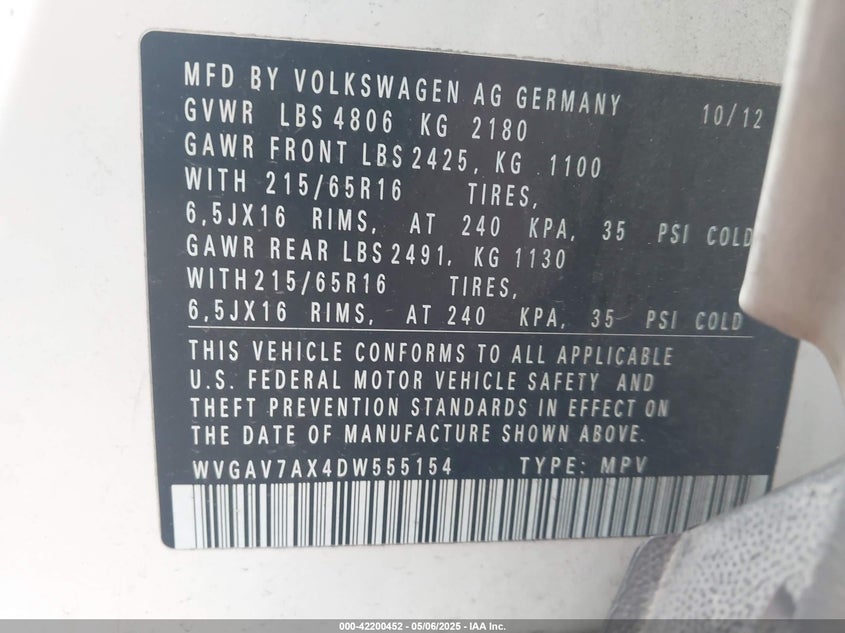 MFD BY VOLKSWAGEN AG GERMANY 10/12
GVWR LBS 4806 KG 2180
GAWR FRONT LBS 2425, KG 1100
WITH 215/65R16 TIRES,
6,5JX16 RIMS, AT 240 KPA, 35 PSI COLD
GAWR REAR LBS 2491, KG 1130
WITH 215/65R16 TIRES,
6,5JX16 RIMS, AT 240 KPA, 35 PSI COLD
THIS VEHICLE CONFORMS TO ALL APPLICABLE
U.S. FEDERAL MOTOR VEHICLE SAFETY AND
THEFT PREVENTION STANDARDS IN EFFECT ON
THE DATE OF MANUFACTURE SHOWN ABOVE.
WVGAV7AX4DW555154 TYPE: MPV
000-42200452 - 05/06/2025 - IAA Inc.